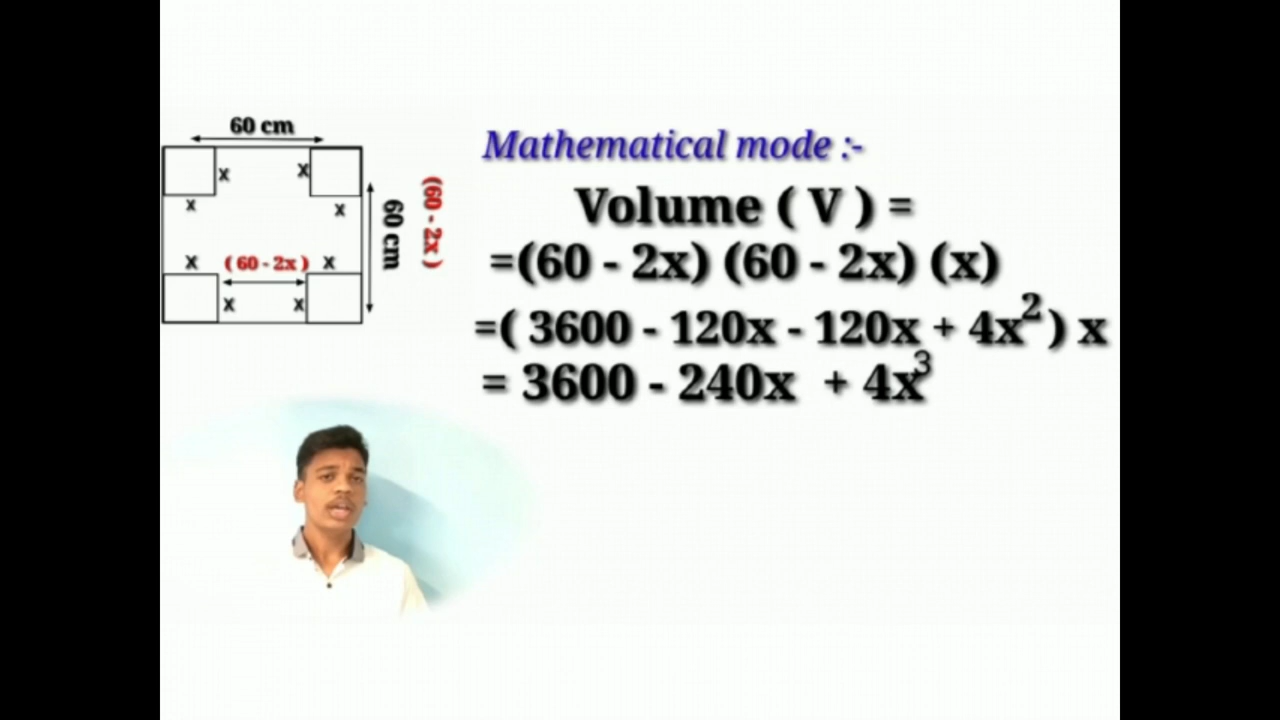 60 cm
x
x
x
x
60 cm
(60 - 2x )
x
( 60 - 2x )
x
x
x
Mathematical mode :-
Volume ( V ) =
=(60 - 2x) (60 - 2x) (x)
=( 3600 - 120x - 120x + 4x² ) x
= 3600 - 240x + 4x³